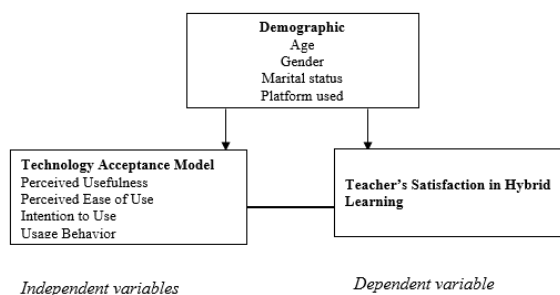 Demographic
Age
Gender
Marital status
Platform used
Technology Acceptance Model
Perceived Usefulness
Perceived Ease of Use
Intention to Use
Usage Behavior
Teacher's Satisfaction in Hybrid
Learning
Independent variables
Dependent variable